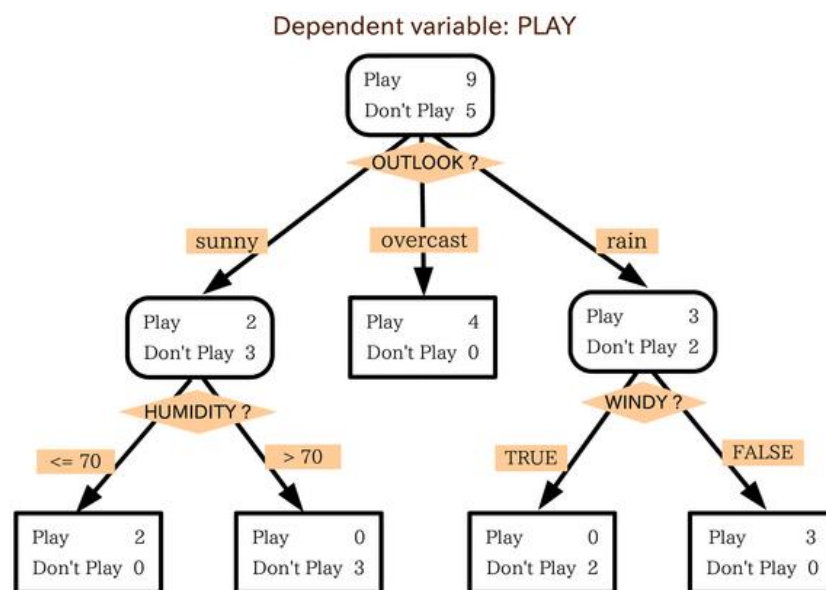 Dependent variable: PLAY
Play 9
Don't Play 5
OUTLOOK ?
sunny
overcast
rain
Play 2
Don't Play 3
Play 4
Don't Play 0
Play 3
Don't Play 2
HUMIDITY ?
WINDY ?
<= 70
> 70
TRUE
FALSE
Play 2
Don't Play 0
Play 0
Don't Play 3
Play 0
Don't Play 2
Play 3
Don't Play 0